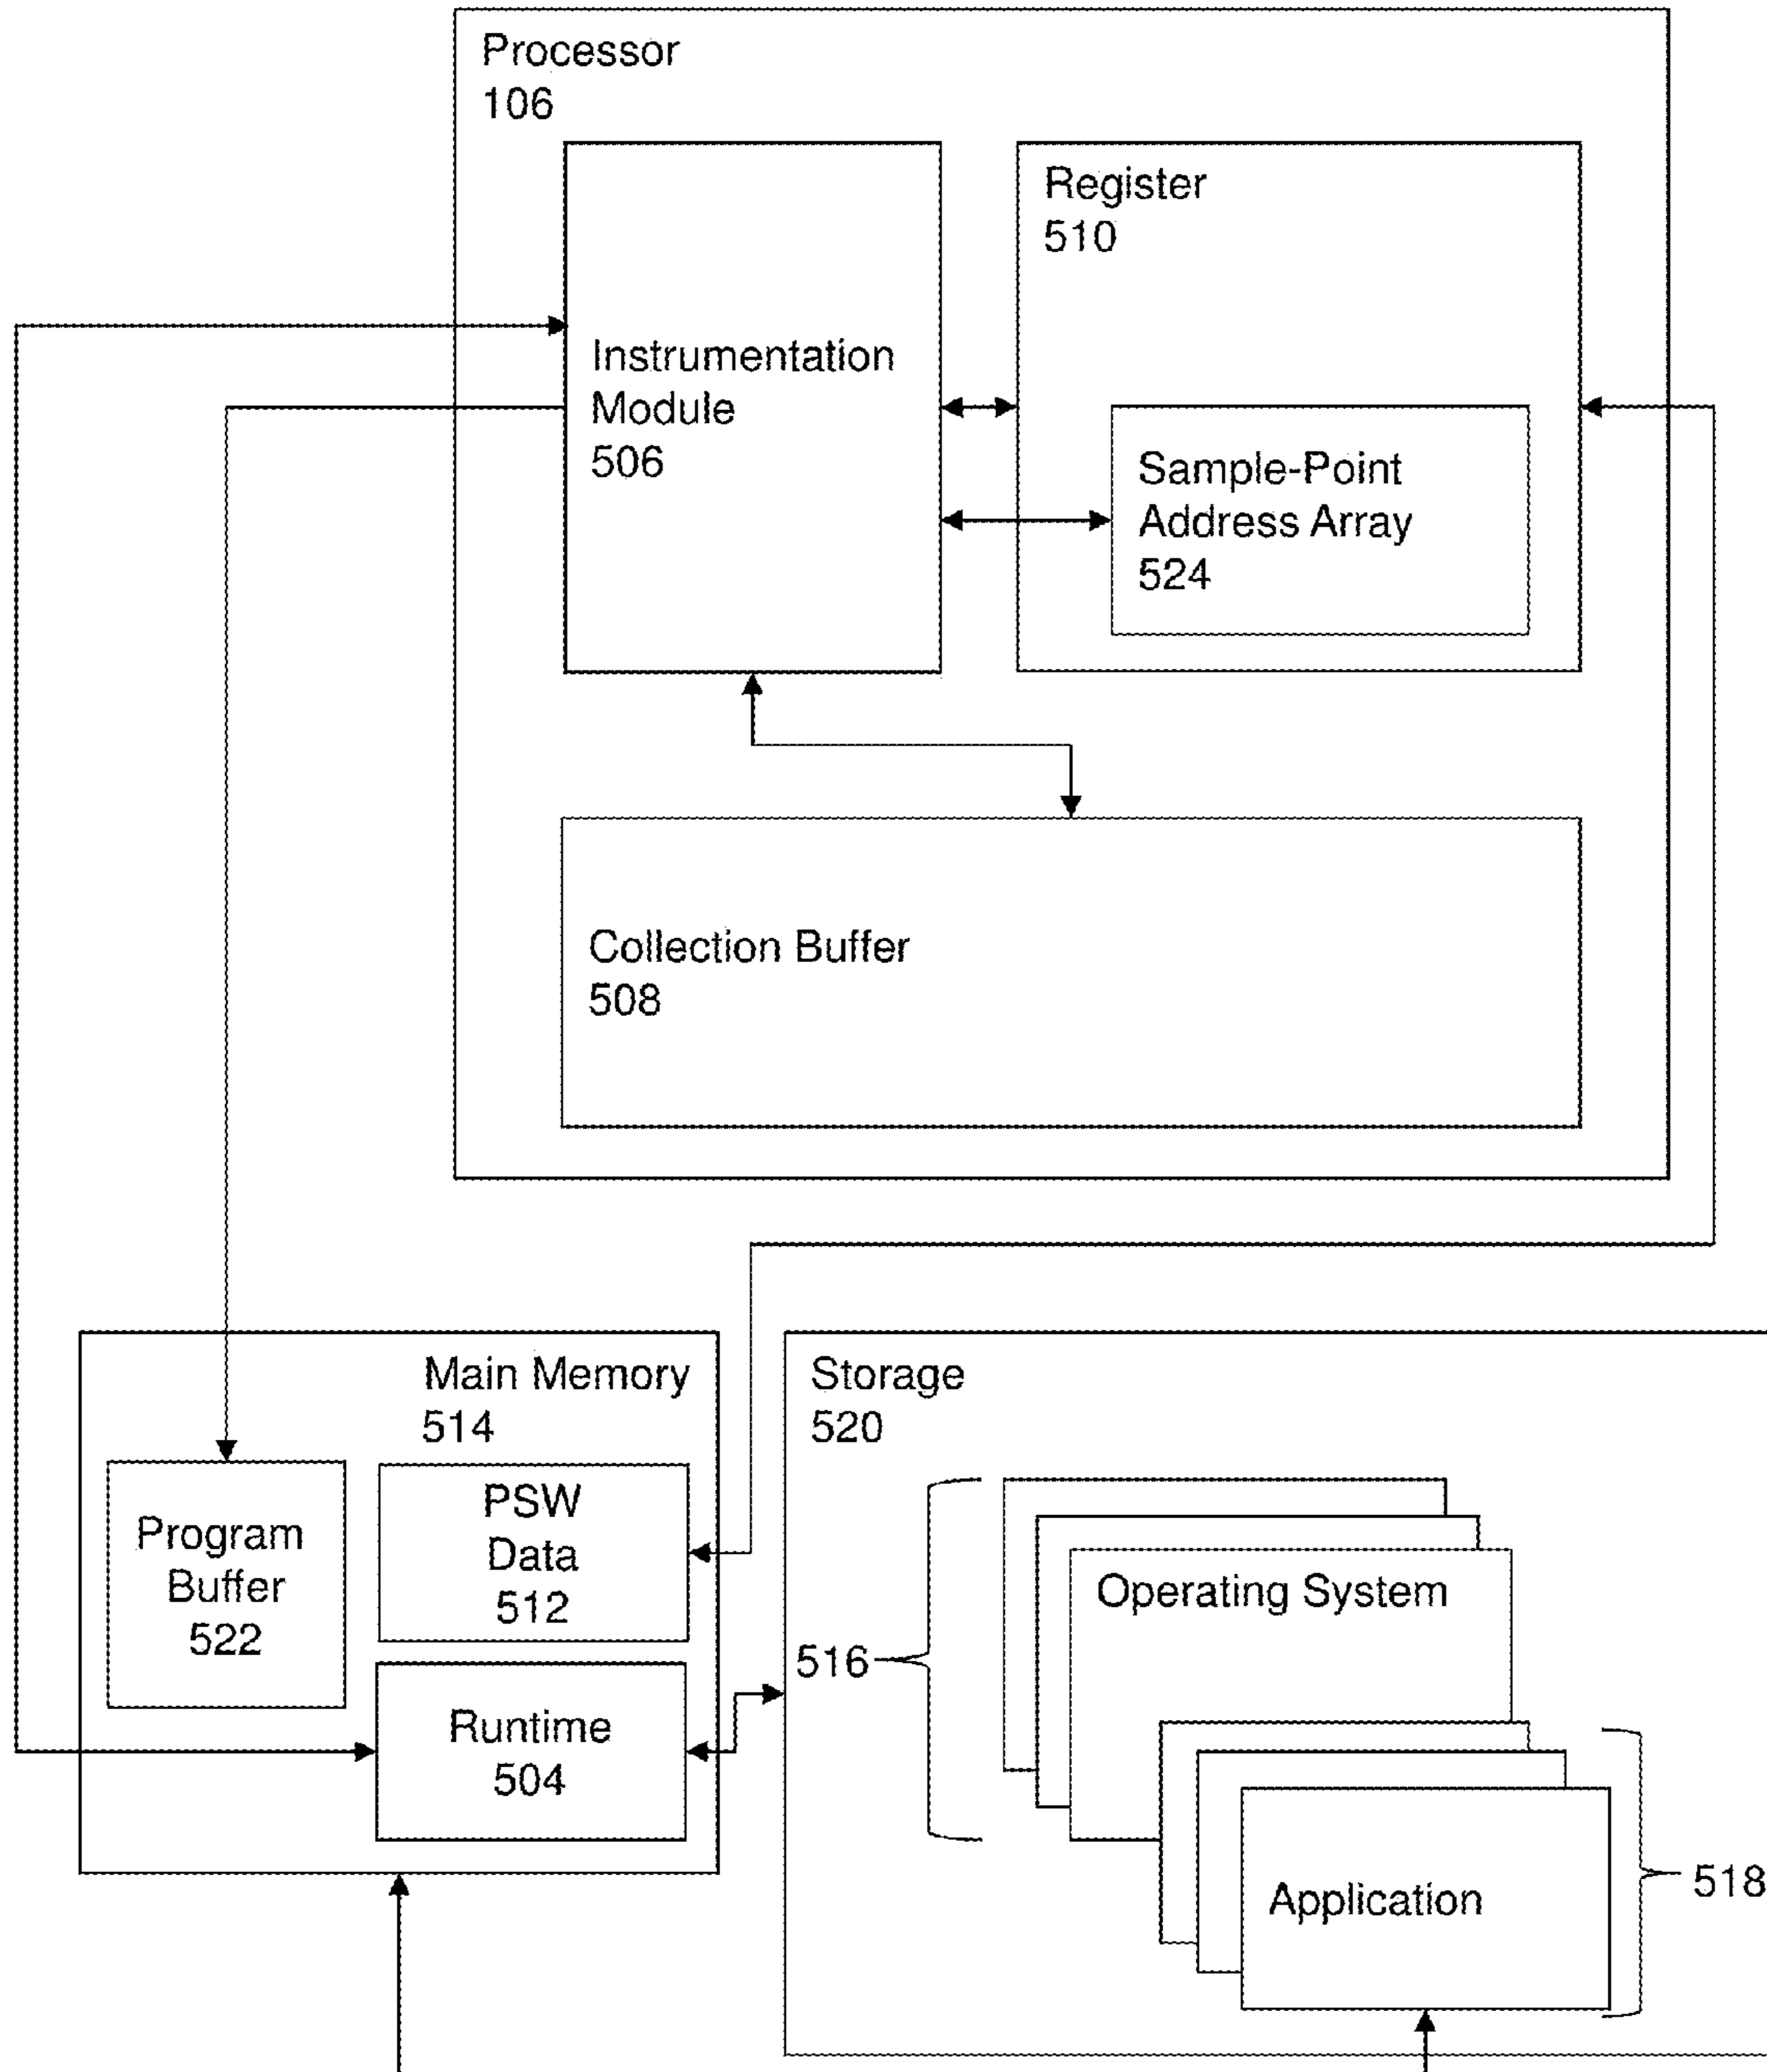 Processor
106
Register
510
Instrumentation
Module
506
Sample-Point
Address Array
524
Collection Buffer
508
Main Memory
514
Program
Buffer
522
PSW
Data
512
Runtime
504
Storage
520
516
Operating System
Application
518